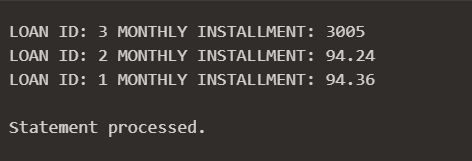 LOAN ID: 3 MONTHLY INSTALLMENT: 3005
LOAN ID: 2 MONTHLY INSTALLMENT: 94.24
LOAN ID: 1 MONTHLY INSTALLMENT: 94.36
Statement processed.